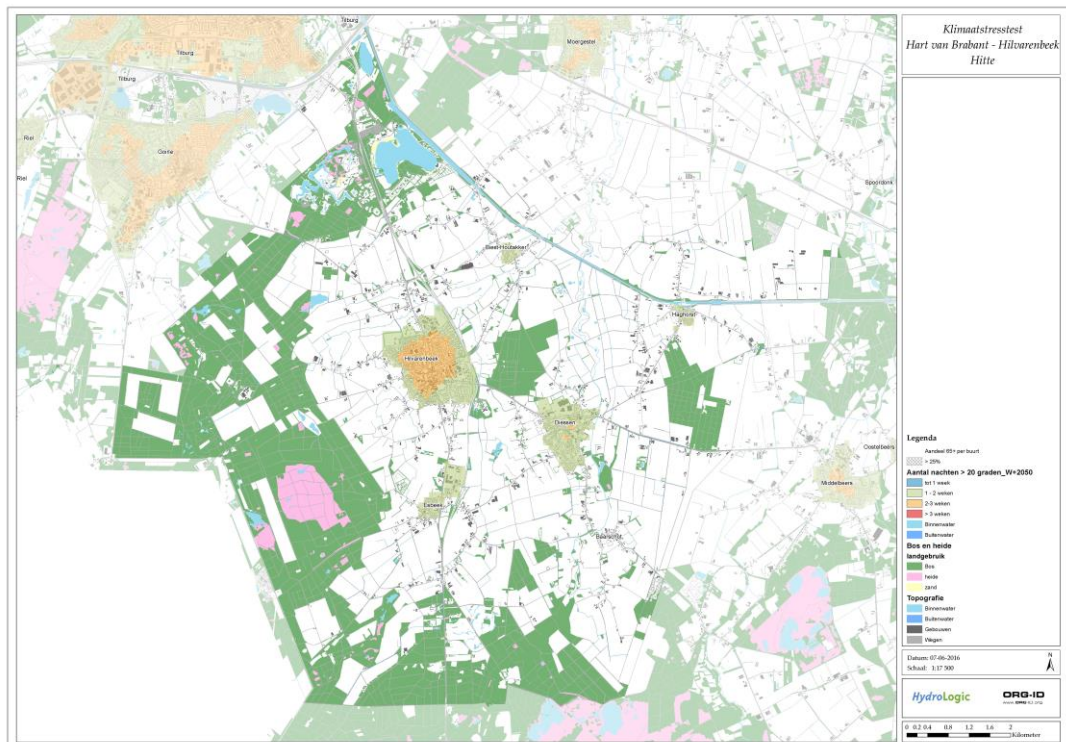 Klimaatstresstest
Hart van Brabant - Hilvarenbeek
Hitte
Tilburg
Tilburg
Tilburg
Moergestel
Riel
Goirle
Riel
Biest-Houtakker
Haghorst
Hilvarenbeek
Diessen
Oostelbeers
Middelbeers
Esbeek
Baarschot
Legenda
Aandeel 65+ per buurt
> 25%
Aantal nachten > 20 graden_W+2050
tot 1 week
1 - 2 weken
2-3 weken
> 3 weken
Binnenwater
Buitenwater
Bos en heide
landgebruik
Bos
heide
zand
Topografie
Binnenwater
Buitenwater
Gebouwen
Wegen
Datum: 07-06-2016
Schaal: 1:17 500
N
HydroLogic
ORG-ID
0 0.2 0.4 0.8 1.2 1.6 2
Kilometer